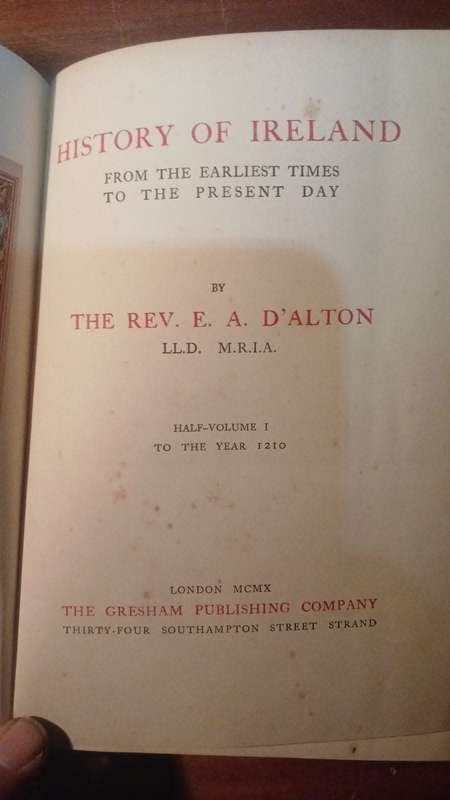 HISTORY OF IRELAND
FROM THE EARLIEST TIMES
TO THE PRESENT DAY
BY
THE REV. E. A. D'ALTON
LL.D. M.R.I.A.
HALF-VOLUME I
TO THE YEAR 1210
LONDON MCMX
THE GRESHAM PUBLISHING COMPANY
THIRTY-FOUR SOUTHAMPTON STREET STRAND